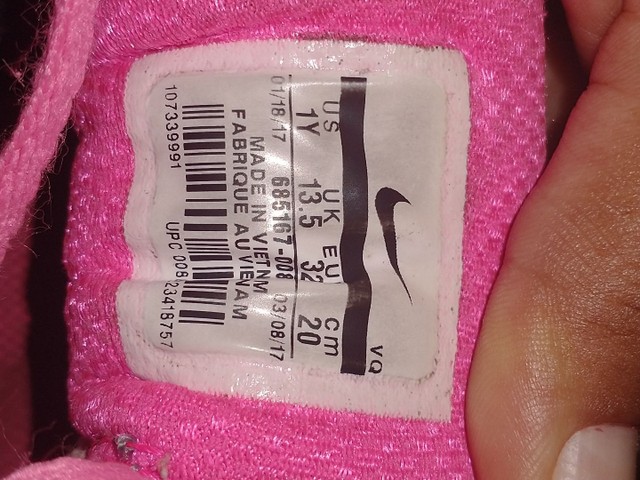 VQ
US UK EUR cm
1Y 13.5 32 20
01/18/17 685167-008 03/08/17
MADE IN VIETNAM
FABRIQUE AU VIETNAM
107339991 UPC